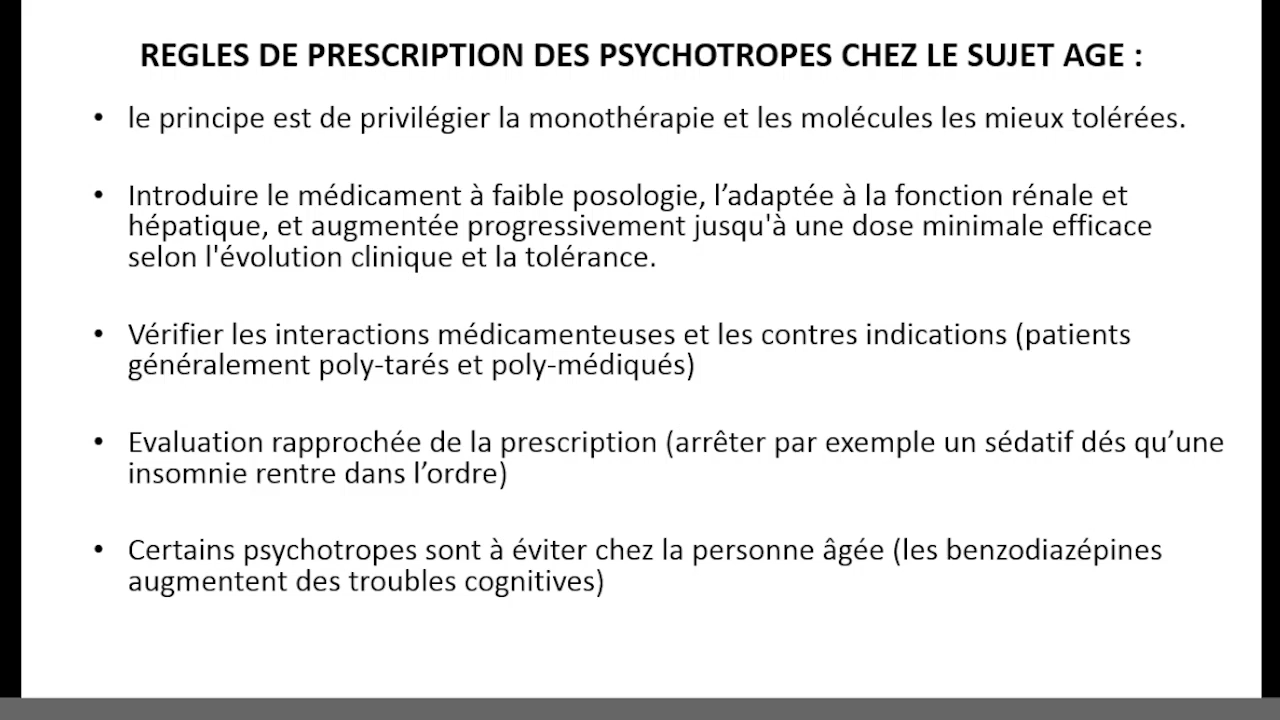 REGLES DE PRESCRIPTION DES PSYCHOTROPES CHEZ LE SUJET AGE :
• le principe est de privilégier la monothérapie et les molécules les mieux tolérées.
• Introduire le médicament à faible posologie, l’adaptée à la fonction rénale et
hépatique, et augmentée progressivement jusqu'à une dose minimale efficace
selon l'évolution clinique et la tolérance.
• Vérifier les interactions médicamenteuses et les contres indications (patients
généralement poly-tarés et poly-médiqués)
• Evaluation rapprochée de la prescription (arrêter par exemple un sédatif dés qu’une
insomnie rentre dans l’ordre)
• Certains psychotropes sont à éviter chez la personne âgée (les benzodiazépines
augmentent des troubles cognitives)